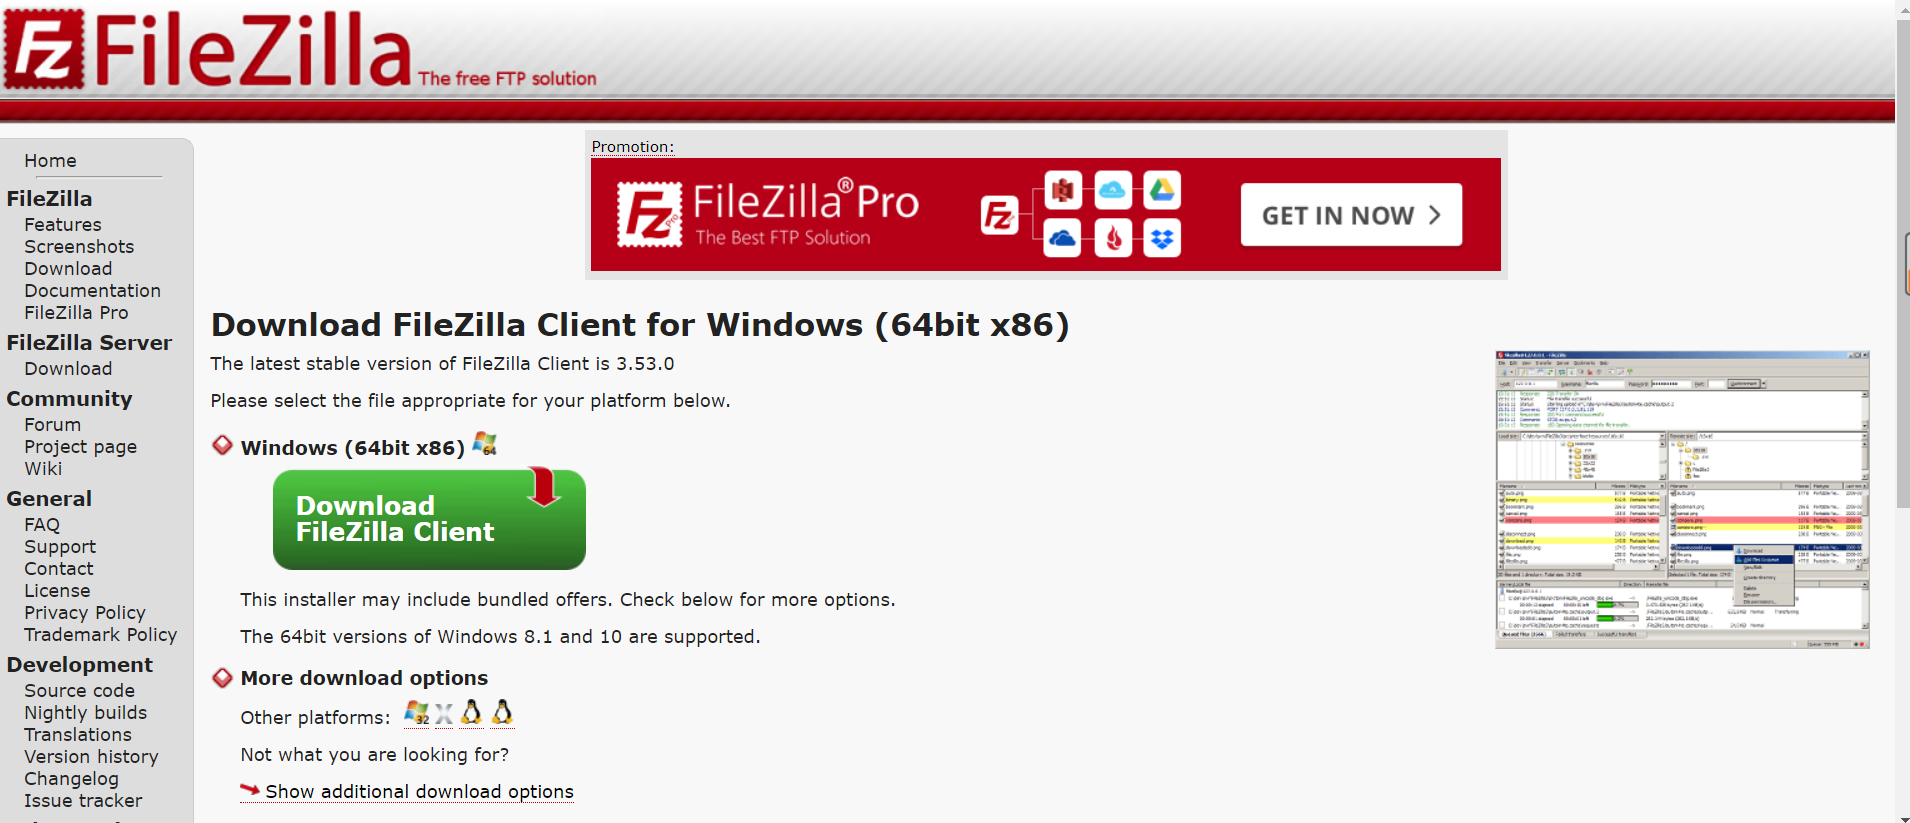 FileZilla The free FTP solution
Home
FileZilla
Features
Screenshots
Download
Documentation
FileZilla Pro
FileZilla Server
Download
Community
Forum
Project page
Wiki
General
FAQ
Support
Contact
License
Privacy Policy
Trademark Policy
Development
Source code
Nightly builds
Translations
Version history
Changelog
Issue tracker
Promotion:
FileZilla®Pro
The Best FTP Solution
GET IN NOW
Download FileZilla Client for Windows (64bit x86)
The latest stable version of FileZilla Client is 3.53.0
Please select the file appropriate for your platform below.
Windows (64bit x86)
64
Download
FileZilla Client
This installer may include bundled offers. Check below for more options.
The 64bit versions of Windows 8.1 and 10 are supported.
More download options
Other platforms: 32
Not what you are looking for?
Show additional download options